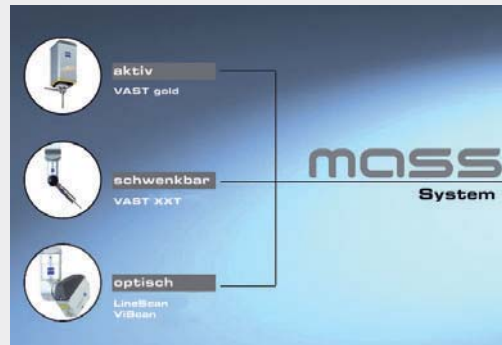 aktiv
VAST gold
schwenkbar
VAST XXT
optisch
LineScan
ViScan
mass
System